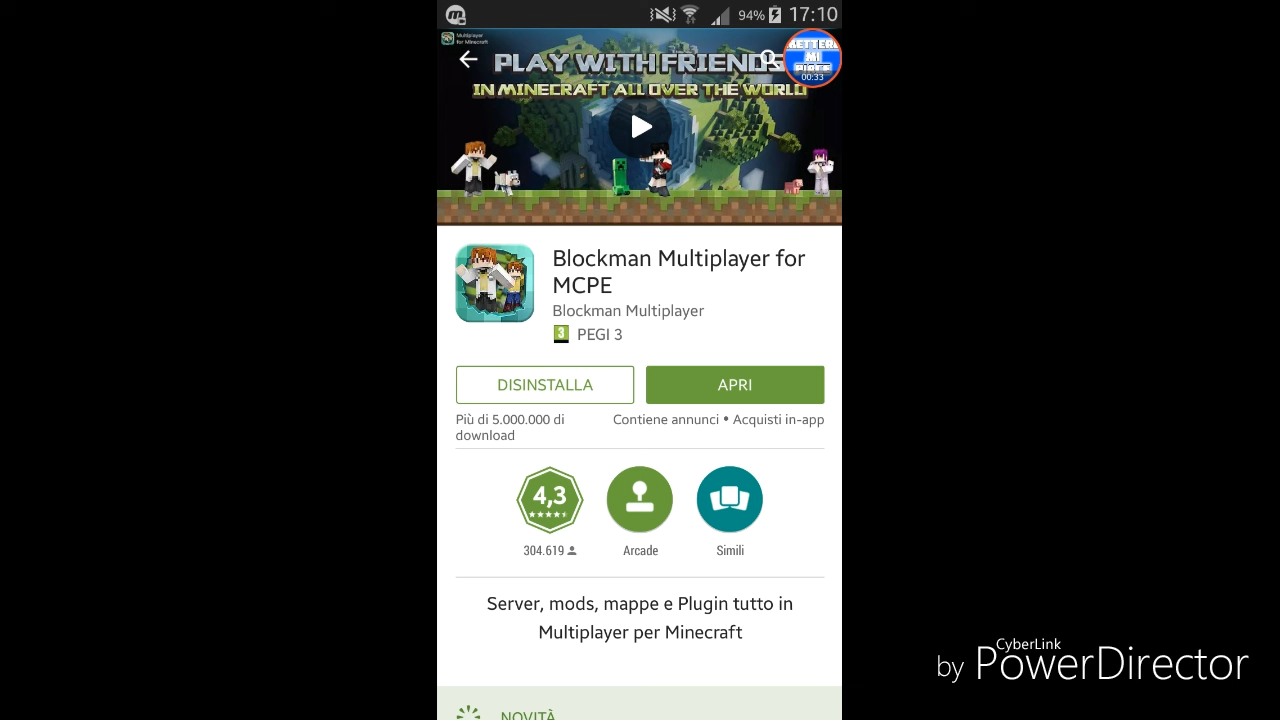 94% 17:10
Multiplayer
for Minecraft
PLAY WITH FRIENDS
METTERE
MI
00:33
IN MINECRAFT ALL OVER THE WORLD
Blockman Multiplayer for
MCPE
Blockman Multiplayer
3 PEGI 3
DISINSTALLA APRI
Più di 5.000.000 di
download
Contiene annunci • Acquisti in-app
4,3
304.619 Arcade Simili
Server, mods, mappe e Plugin tutto in
Multiplayer per Minecraft
NOVITÀ
CyberLink
by PowerDirector